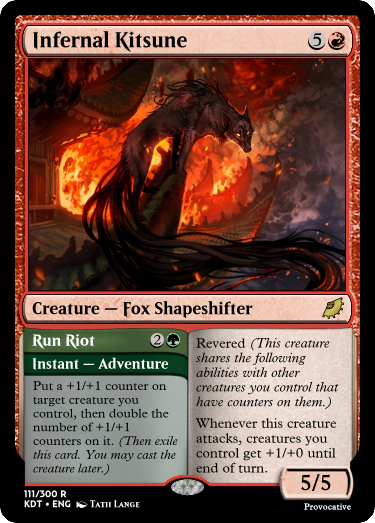 Infernal Kitsune 5
Creature — Fox Shapeshifter
Run Riot 2
Instant — Adventure
Put a +1/+1 counter on
target creature you
control, then double the
number of +1/+1
counters on it. (Then exile
this card. You may cast the
creature later.)
Revered (This creature
shares the following
abilities with other
creatures you control that
have counters on them.)
Whenever this creature
attacks, creatures you
control get +1/+0 until
end of turn.
5/5
111/300 R
KDT • ENG Tatii Lange
Provocative